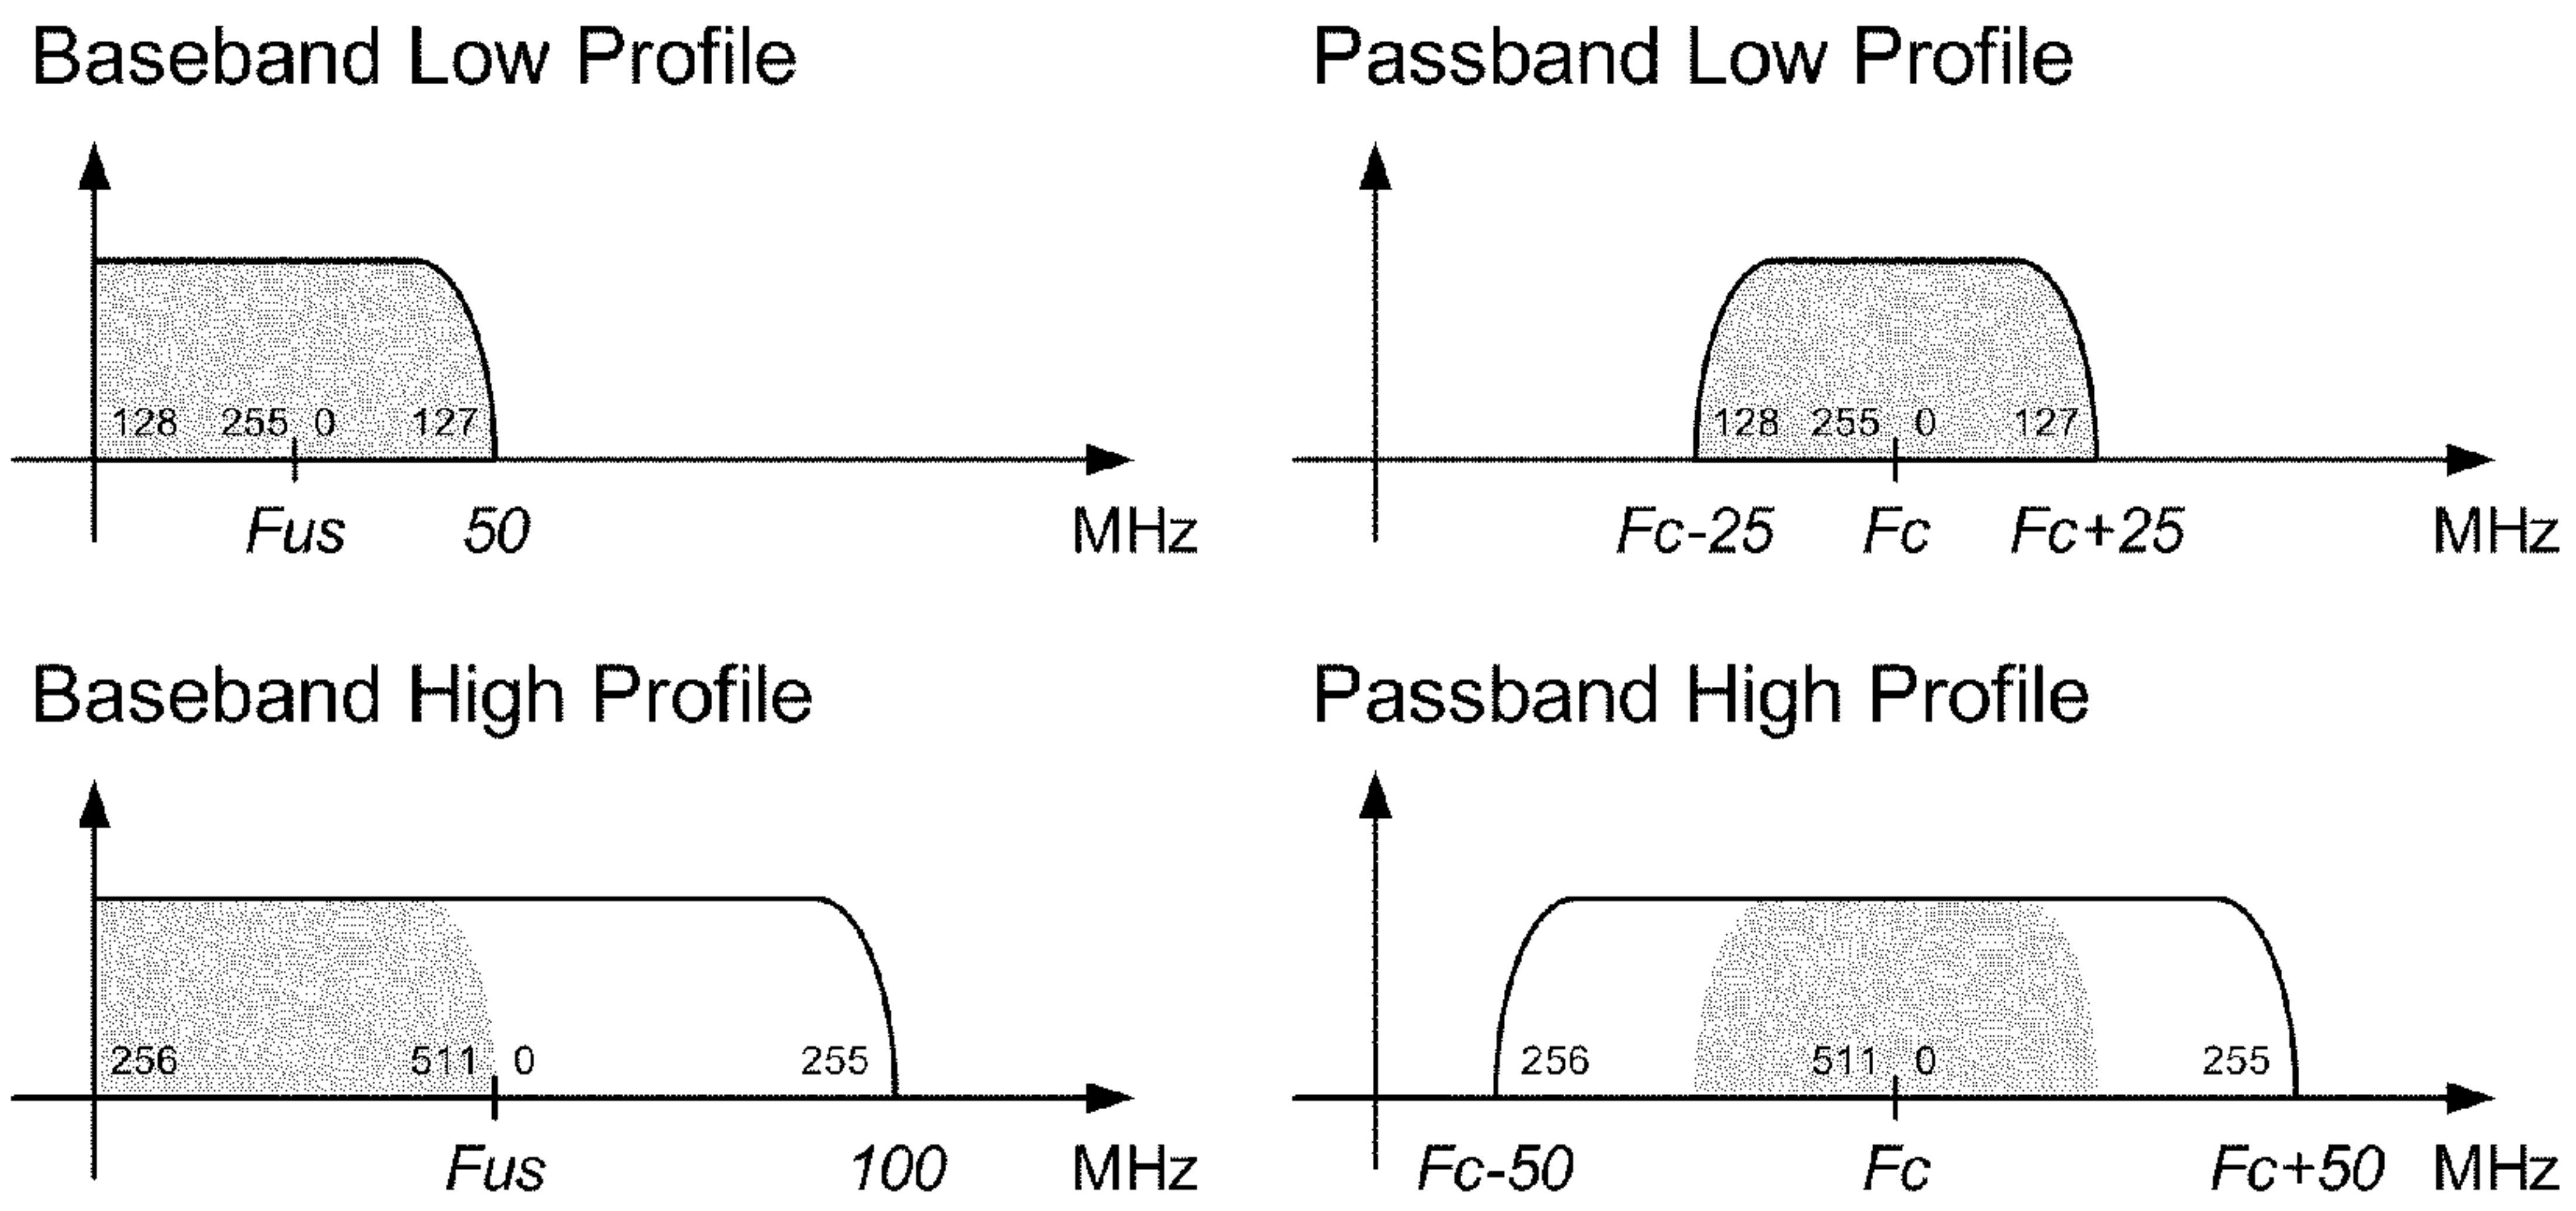 Baseband Low Profile
128 255 0 127
Fus 50 MHz
Passband Low Profile
128 255 0 127
Fc-25 Fc Fc+25 MHz
Baseband High Profile
256 511 0 255
Fus 100 MHz
Passband High Profile
256 511 0 255
Fc-50 Fc Fc+50 MHz